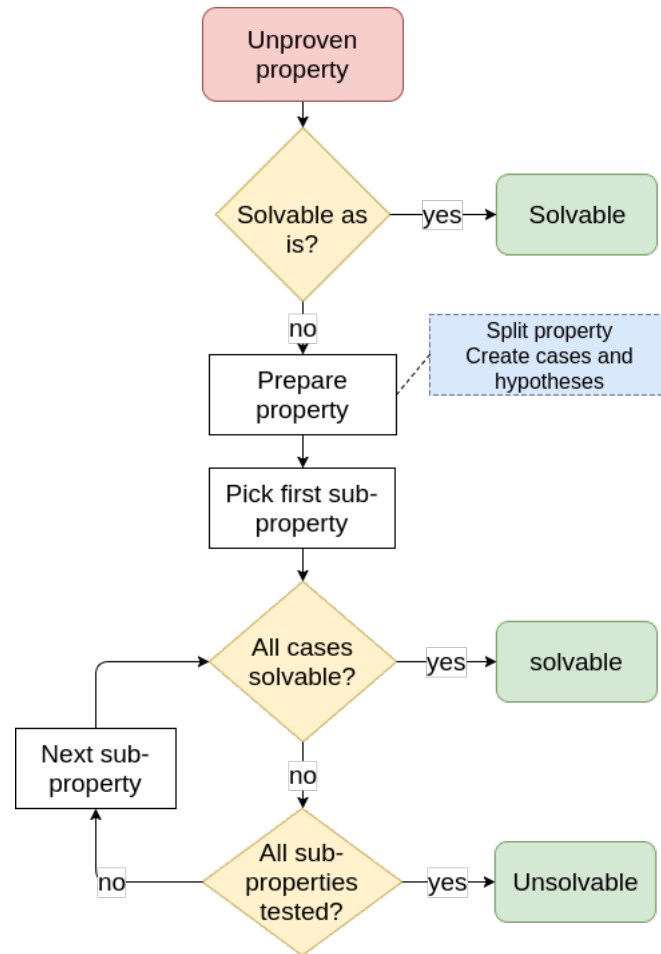 Unproven
property
Solvable as
is?
yes
Solvable
no
Split property
Create cases and
hypotheses
Prepare
property
Pick first sub-
property
All cases
solvable?
yes
solvable
Next sub-
property
no
All sub-
properties
tested?
no
yes
Unsolvable